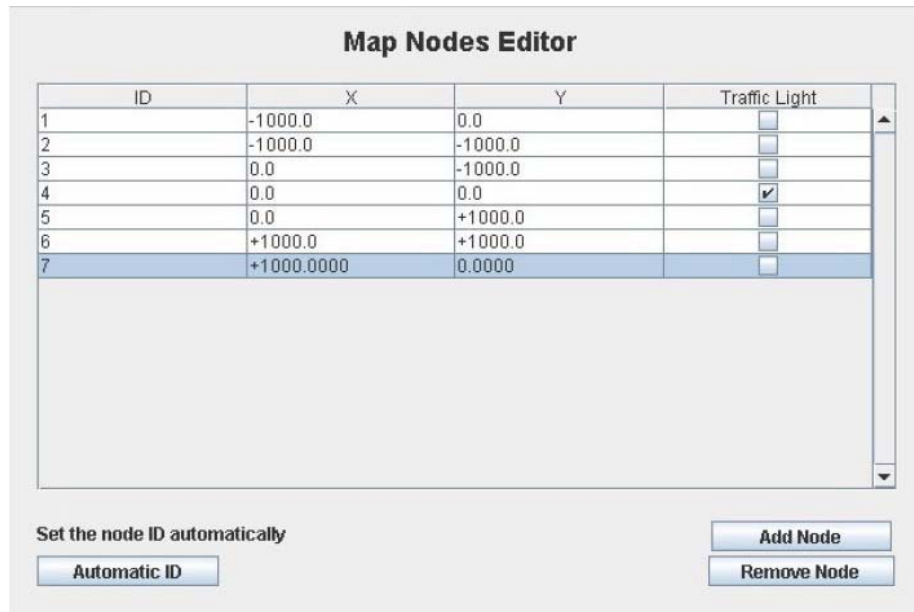 Map Nodes Editor
ID X Y Traffic Light
1 -1000.0 0.0
2 -1000.0 -1000.0
3 0.0 -1000.0
4 0.0 0.0
5 0.0 +1000.0
6 +1000.0 +1000.0
7 +1000.0000 0.0000
Set the node ID automatically
Add Node
Automatic ID
Remove Node